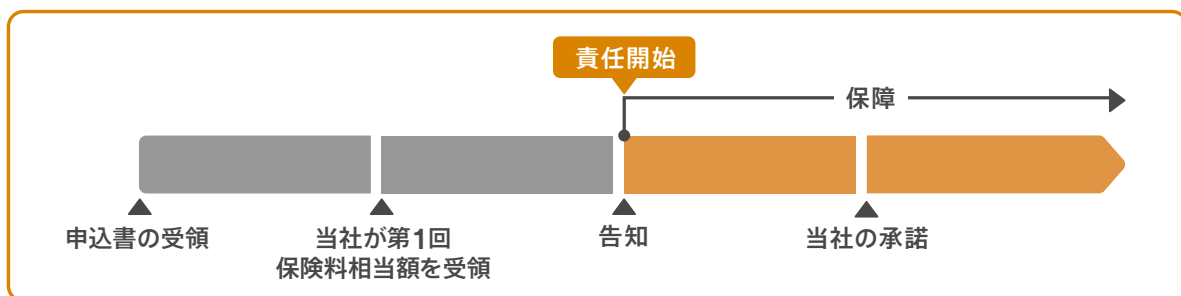 責任開始
保障
申込書の受領
当社が第1回
保険料相当額を受領
告知
当社の承諾